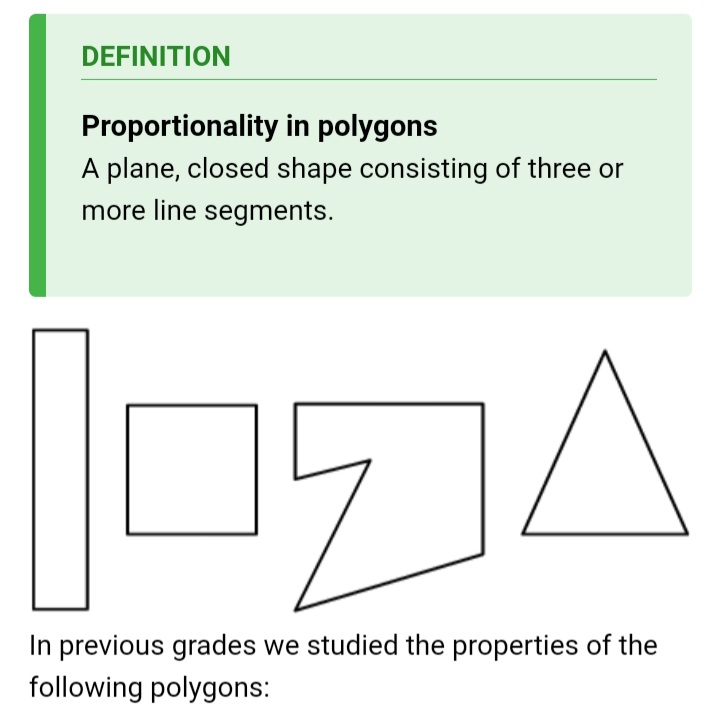 DEFINITION
Proportionality in polygons
A plane, closed shape consisting of three or
more line segments.
In previous grades we studied the properties of the
following polygons: